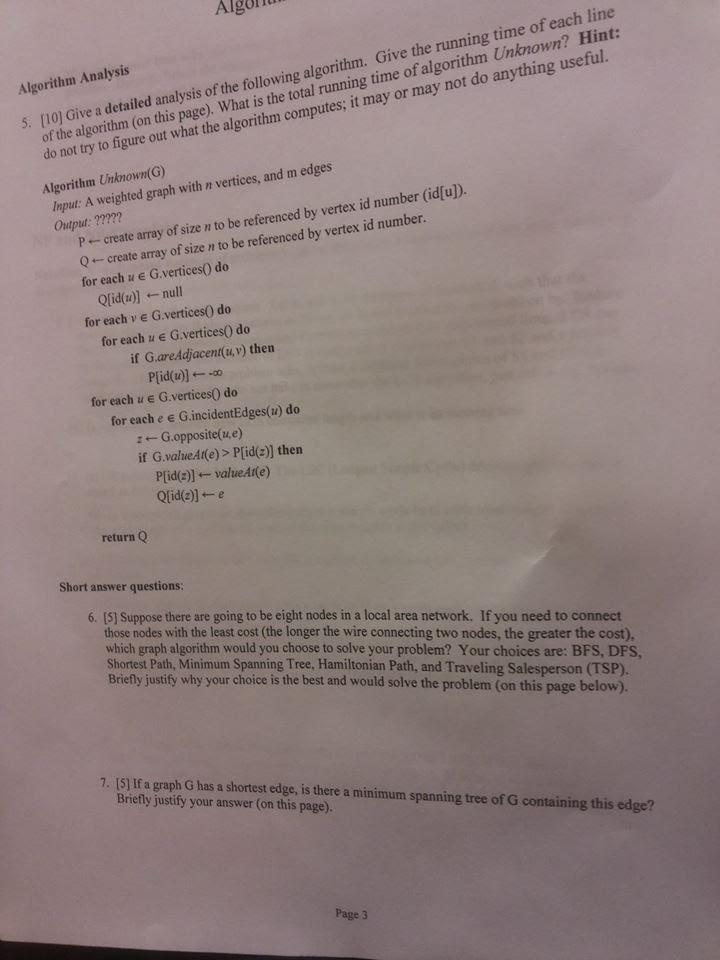 Algorithm Analysis
5. [10] Give a detailed analysis of the following algorithm. Give the running time of each line
of the algorithm (on this page). What is the total running time of algorithm Unknown? Hint:
do not try to figure out what the algorithm computes; it may or may not do anything useful.
Algorithm Unknown(G)
Input: A weighted graph with n vertices, and m edges
Output: ?????
P ← create array of size n to be referenced by vertex id number (id[u]).
Q ← create array of size n to be referenced by vertex id number.
for each u ∈ G.vertices() do
Q[id(u)] ← null
for each v ∈ G.vertices() do
for each u ∈ G.vertices() do
if G.areAdjacent(u,v) then
P[id(u)] ← -∞
for each u ∈ G.vertices() do
for each e ∈ G.incidentEdges(u) do
z ← G.opposite(u,e)
if G.valueAt(e) > P[id(z)] then
P[id(z)] ← valueAt(e)
Q[id(z)] ← e
return Q
Short answer questions:
6. [5] Suppose there are going to be eight nodes in a local area network. If you need to connect
those nodes with the least cost (the longer the wire connecting two nodes, the greater the cost),
which graph algorithm would you choose to solve your problem? Your choices are: BFS, DFS,
Shortest Path, Minimum Spanning Tree, Hamiltonian Path, and Traveling Salesperson (TSP).
Briefly justify why your choice is the best and would solve the problem (on this page below).
7. [5] If a graph G has a shortest edge, is there a minimum spanning tree of G containing this edge?
Briefly justify your answer (on this page).
Page 3